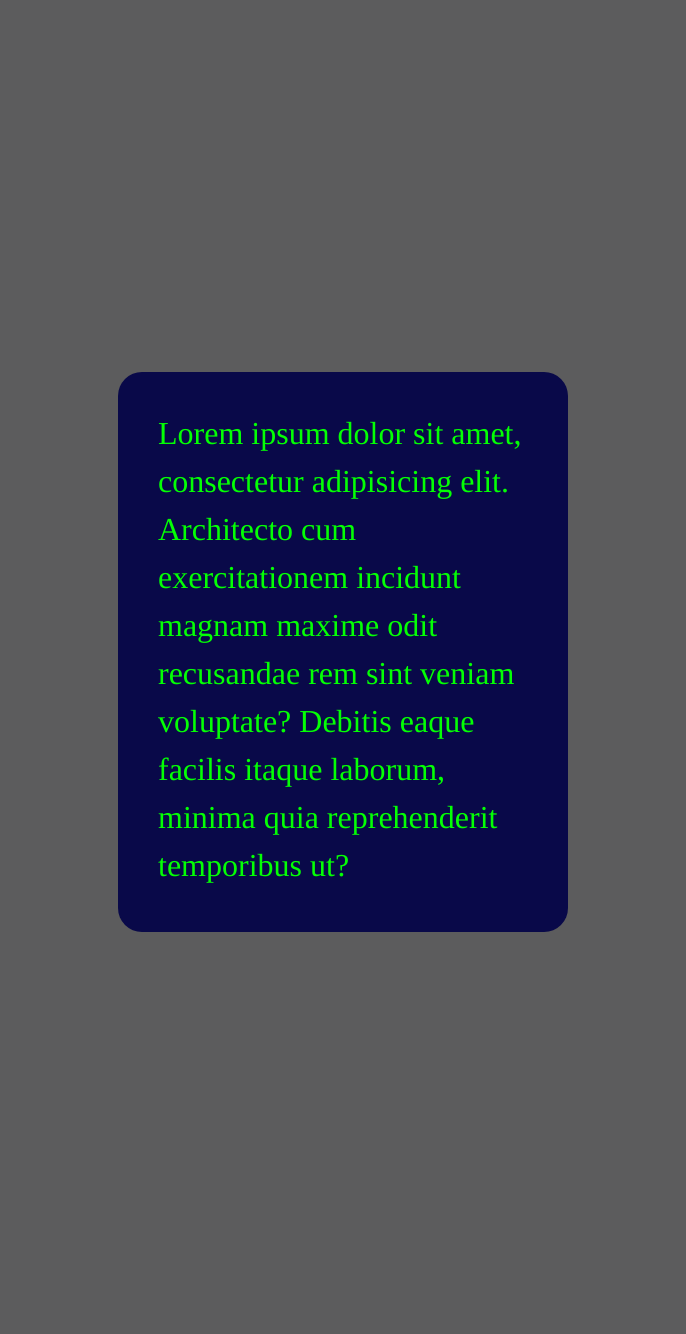 Lorem ipsum dolor sit amet,
consectetur adipisicing elit.
Architecto cum
exercitationem incidunt
magnam maxime odit
recusandae rem sint veniam
voluptate? Debitis eaque
facilis itaque laborum,
minima quia reprehenderit
temporibus ut?